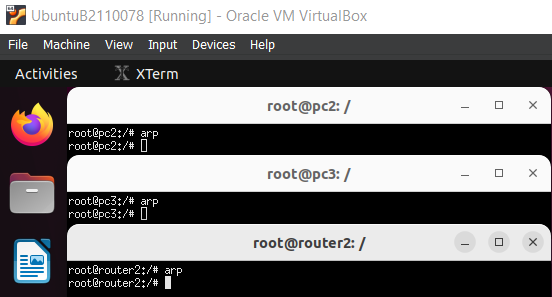 UbuntuB2110078 [Running] - Oracle VM VirtualBox
File Machine View Input Devices Help
Activities XTerm
root@pc2: /
root@pc2:/# arp
root@pc2:/#
root@pc3: /
root@pc3:/# arp
root@pc3:/#
root@router2: /
root@router2:/# arp
root@router2:/#